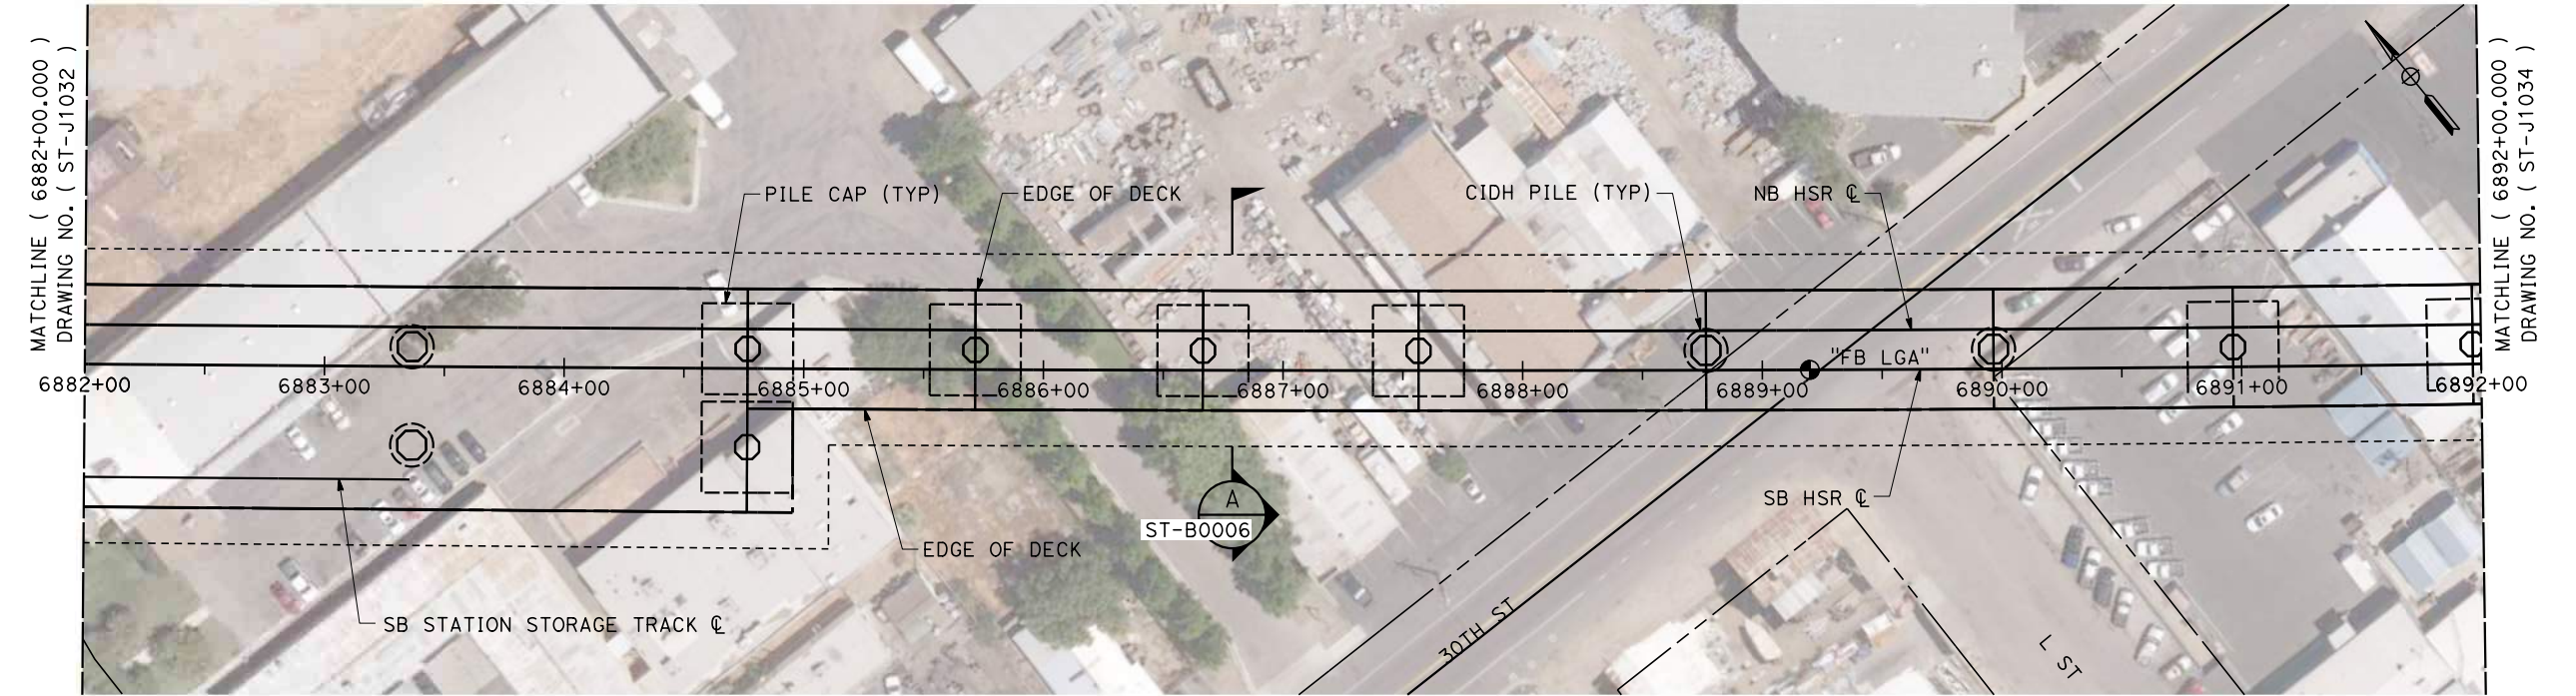 MATCHLINE ( 6882+00.000 )
DRAWING NO. ( ST-J1032 )
MATCHLINE ( 6892+00.000 )
DRAWING NO. ( ST-J1034 )
PILE CAP (TYP)
EDGE OF DECK
CIDH PILE (TYP)
NB HSR ℄
"FB LGA"
6882+00
6883+00
6884+00
6885+00
6886+00
6887+00
6888+00
6889+00
6890+00
6891+00
6892+00
A
ST-B0006
SB HSR ℄
EDGE OF DECK
SB STATION STORAGE TRACK ℄
30TH ST
L ST